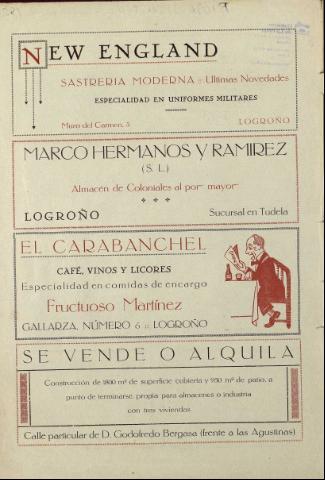 NEW ENGLAND
SASTRERIA MODERNA :: Ultimas Novedades
ESPECIALIDAD EN UNIFORMES MILITARES
Muro del Carmen, 3
LOGROÑO
MARCO HERMANOS Y RAMIREZ
(S. L.)
Almacén de Coloniales al por mayor
LOGROÑO
Sucursal en Tudela
EL CARABANCHEL
CAFÉ, VINOS Y LICORES
Especialidad en comidas de encargo
Fructuoso Martínez
GALLARZA, NÚMERO 6 :: LOGROÑO
SE VENDE O ALQUILA
Construcción de 1800 m² de superficie cubierta y 950 m² de patio, a
punto de terminarse, propia para almacenes o industria
con tres viviendas
Calle particular de D. Godofredo Bergasa (frente a las Agustinas)